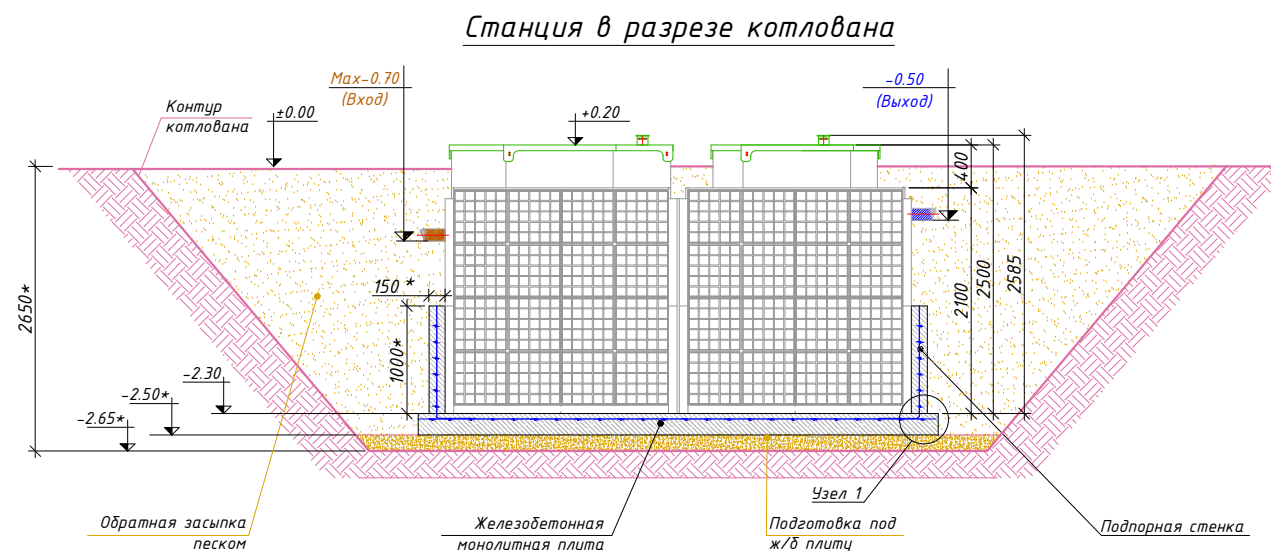 Станция в разрезе котлована
Max-0.70
(Вход)
-0.50
(Выход)
Контур
котлована
±0.00
+0.20
400
150*
2650*
1000*
2100
2500
2585
-2.30
-2.50*
-2.65*
Узел 1
Обратная засыпка
песком
Железобетонная
монолитная плита
Подготовка под
ж/б плиту
Подпорная стенка